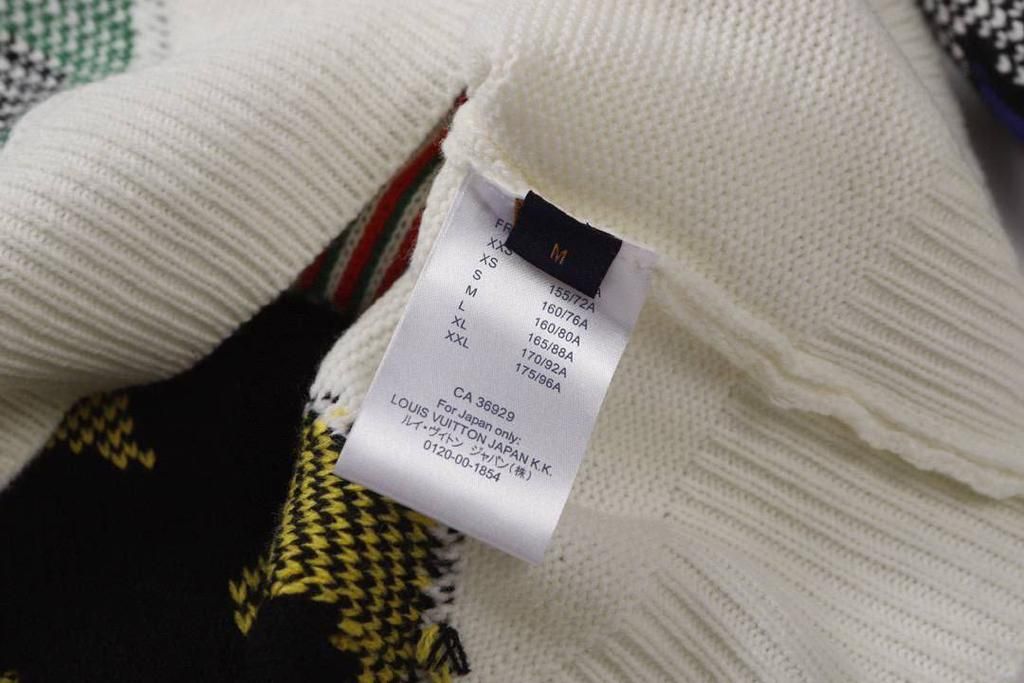 M
FR
XXS
XS 155/72A
S 160/76A
M 160/80A
L 165/88A
XL 170/92A
XXL 175/96A
CA 36929
For Japan only:
LOUIS VUITTON JAPAN K.K.
ルイ・ヴィトン ジャパン(株)
0120-00-1854